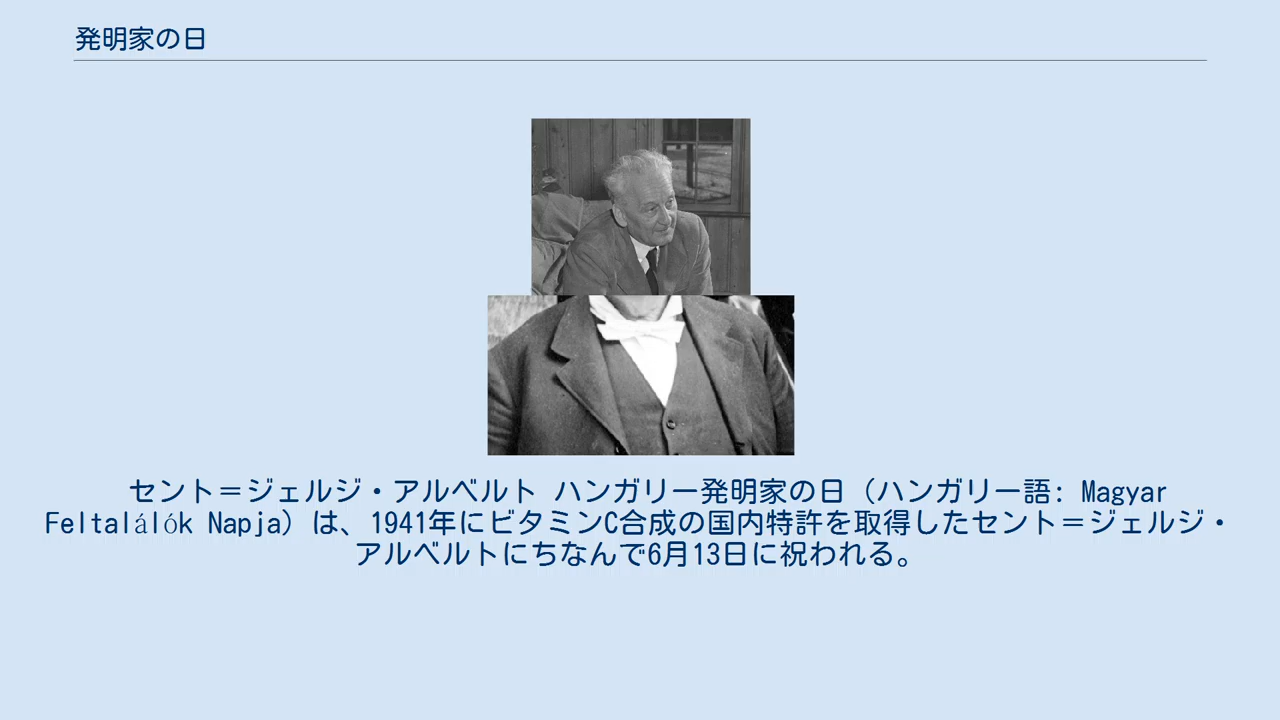 発明家の日
セント＝ジェルジ・アルベルト ハンガリー発明家の日（ハンガリー語: Magyar
Feltalálók Napja）は、1941年にビタミンC合成の国内特許を取得したセント＝ジェルジ・
アルベルトにちなんで6月13日に祝われる。